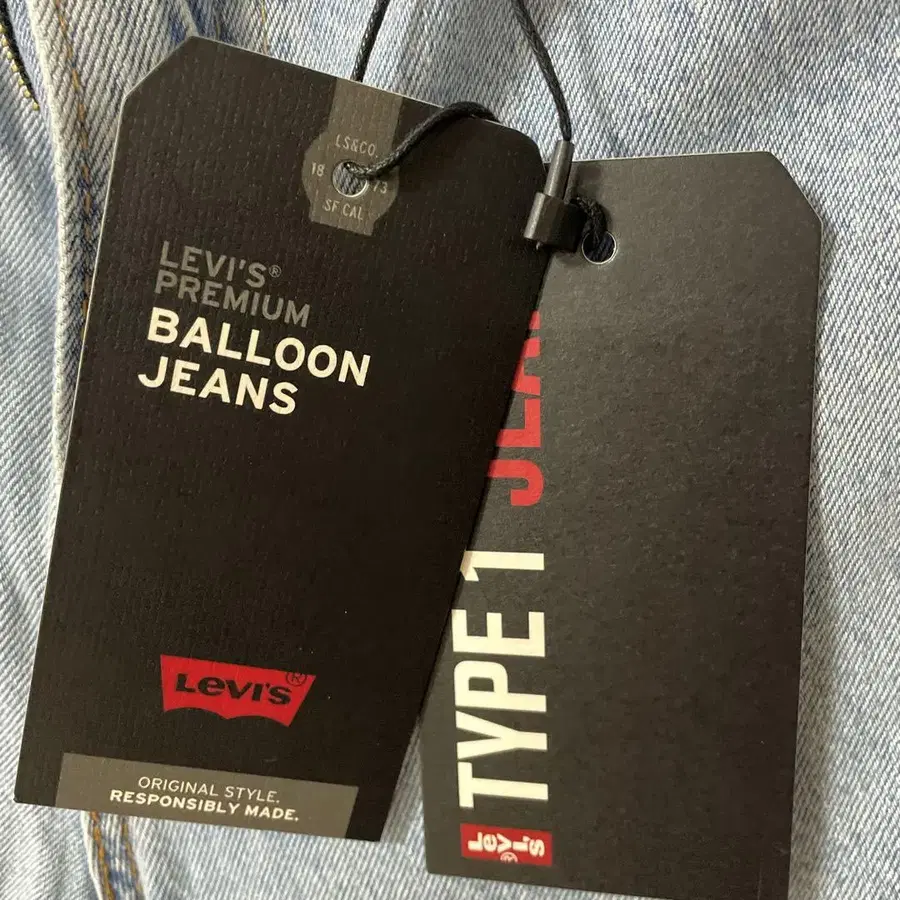 LS&CO.
18 73
SF CAL
LEVI'S®
PREMIUM
BALLOON
JEANS
Levi's®
ORIGINAL STYLE.
RESPONSIBLY MADE.
TYPE 1
Levi's®